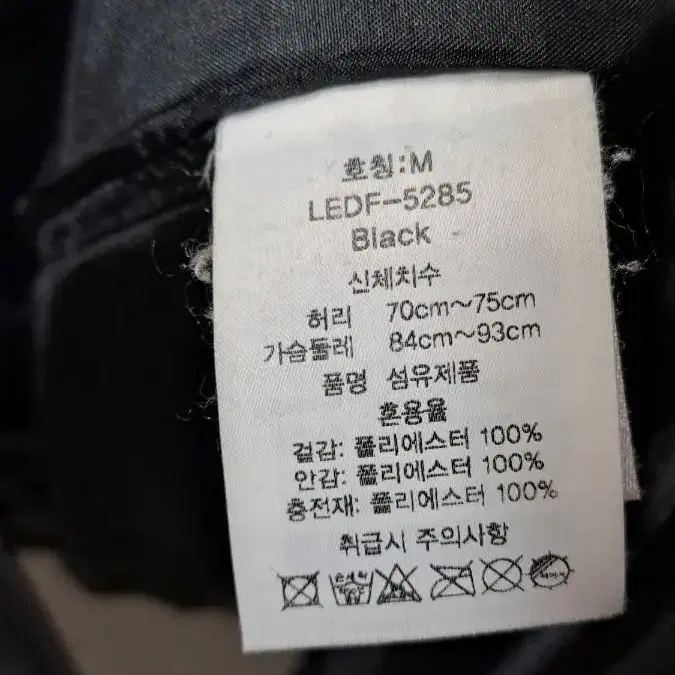 호칭:M
LEDF-5285
Black
신체치수
허리 70cm~75cm
가슴둘레 84cm~93cm
품명 섬유제품
혼용율
겉감: 폴리에스터 100%
안감: 폴리에스터 100%
충전재: 폴리에스터 100%
취급시 주의사항
손세탁